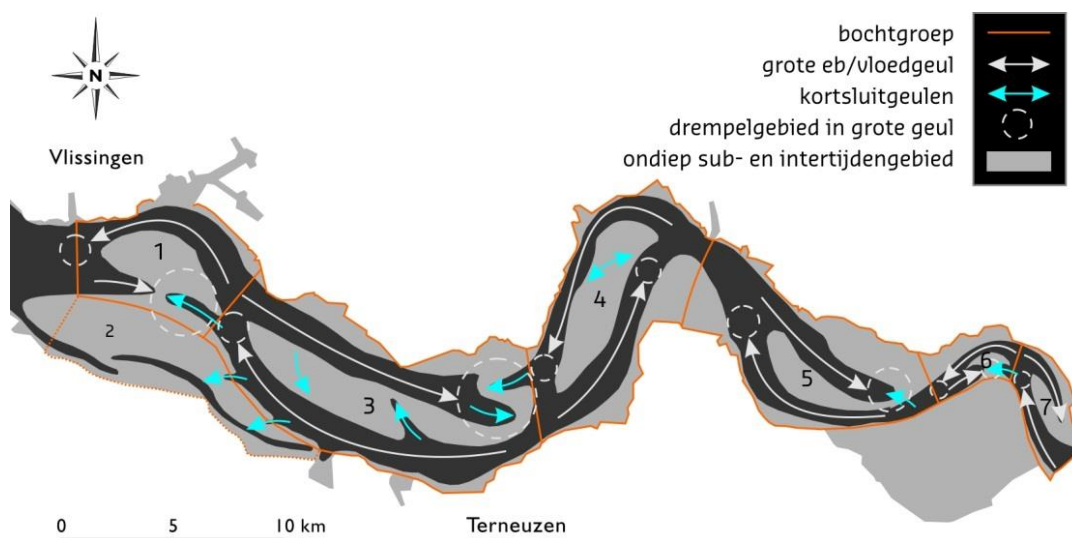 bochtgroep
grote eb/vloedgeul
kortsluitgeulen
drempelgebied in grote geul
ondiep sub- en intertijdengebied
N
Vlissingen
1
2
3
4
5
6
7
0 5 10 km
Terneuzen